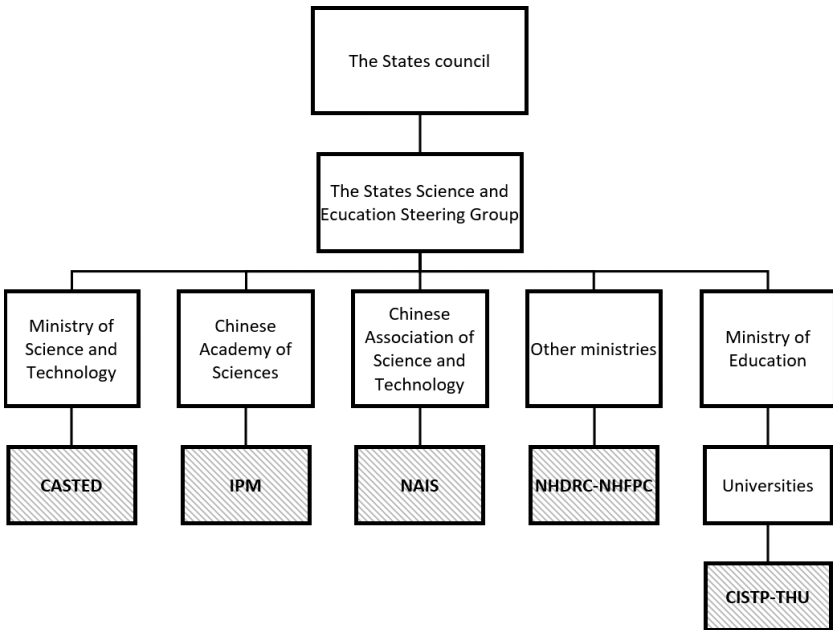 The States council
The States Science and
Ecucation Steering Group
Ministry of
Science and
Technology
Chinese
Academy of
Sciences
Chinese
Association of
Science and
Technology
Other ministries
Ministry of
Education
CASTED
IPM
NAIS
NHDRC-NHFPC
Universities
CISTP-THU